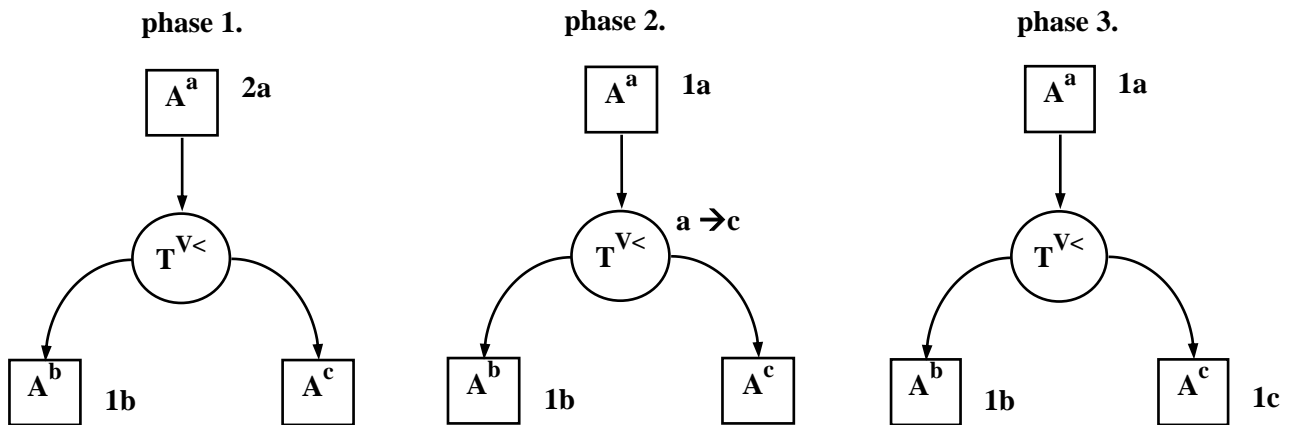 phase 1.
A^a 2a
T^V<
A^b 1b
A^c
phase 2.
A^a 1a
a → c
T^V<
A^b 1b
A^c
phase 3.
A^a 1a
T^V<
A^b 1b
A^c 1c